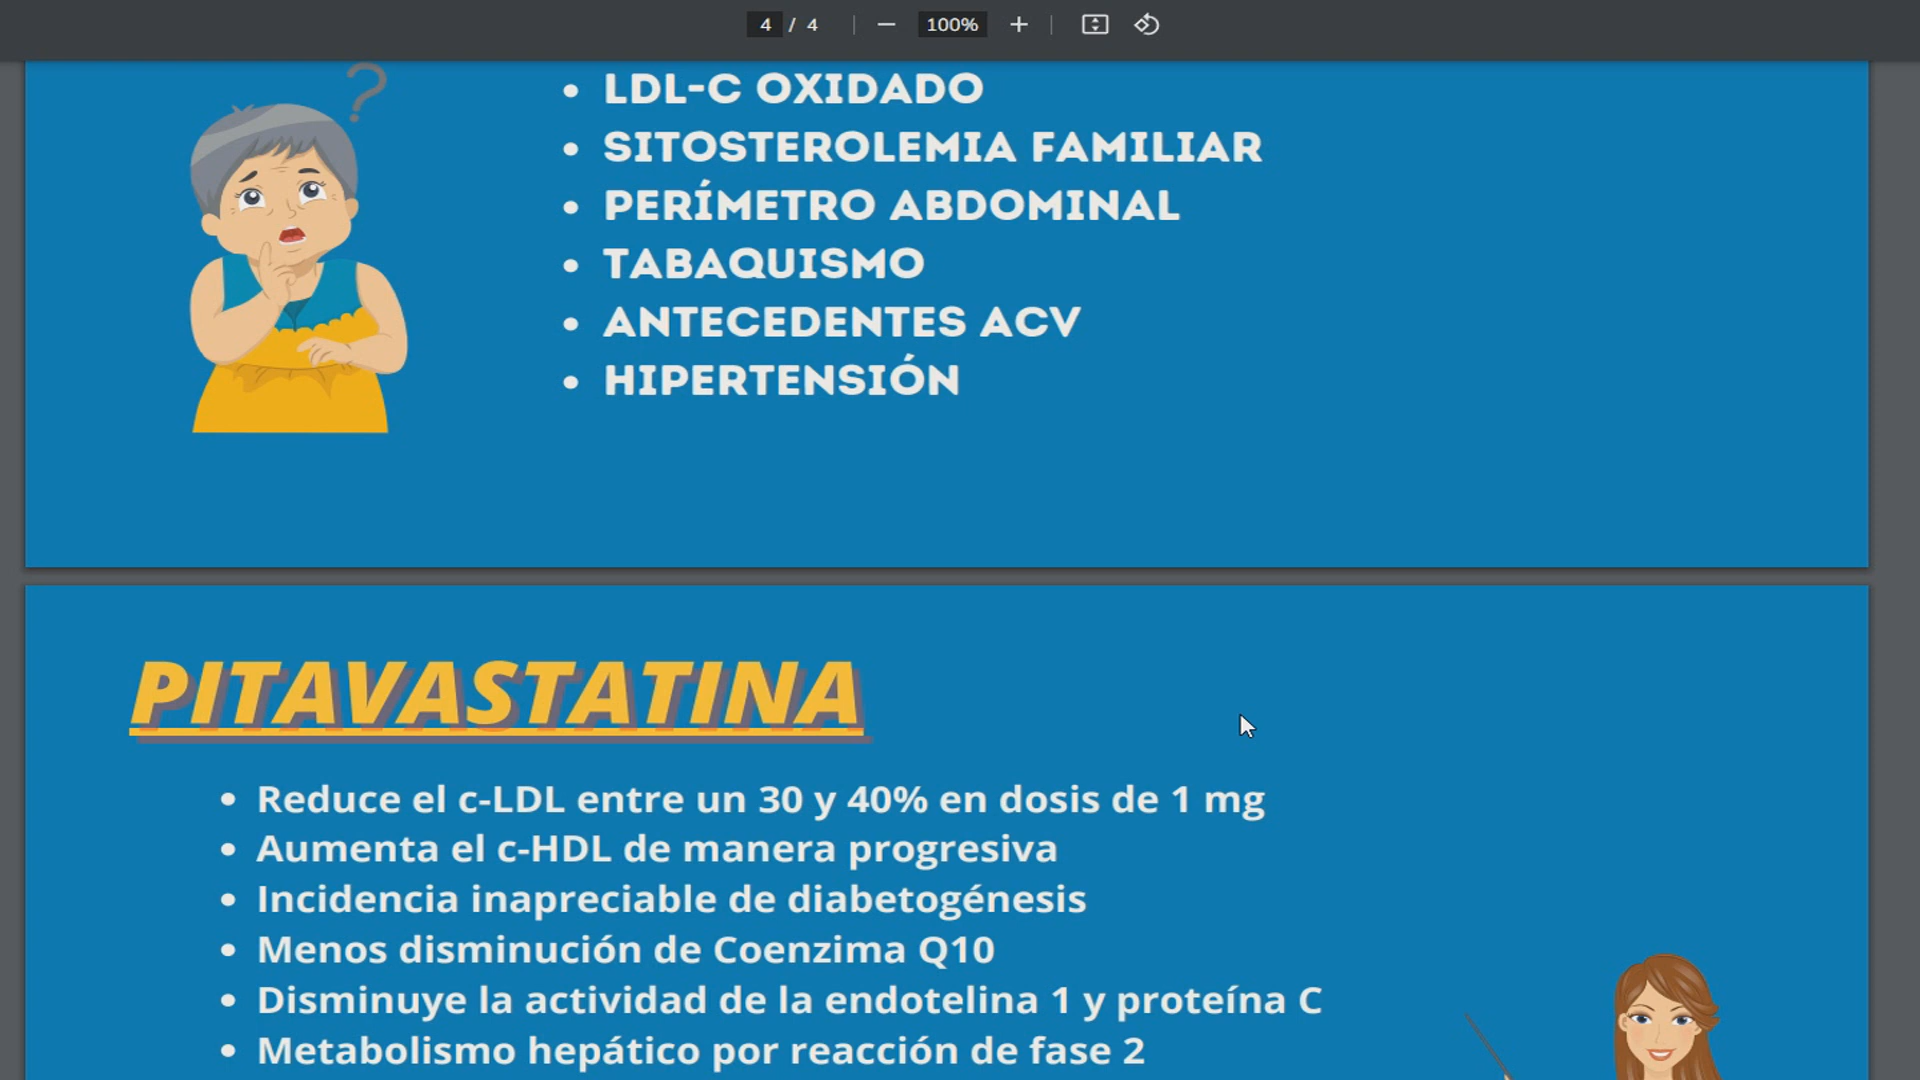 4 / 4 100%
?
• LDL-C OXIDADO
• SITOSTEROLEMIA FAMILIAR
• PERÍMETRO ABDOMINAL
• TABAQUISMO
• ANTECEDENTES ACV
• HIPERTENSIÓN
PITAVASTATINA
• Reduce el c-LDL entre un 30 y 40% en dosis de 1 mg
• Aumenta el c-HDL de manera progresiva
• Incidencia inapreciable de diabetogénesis
• Menos disminución de Coenzima Q10
• Disminuye la actividad de la endotelina 1 y proteína C
• Metabolismo hepático por reacción de fase 2